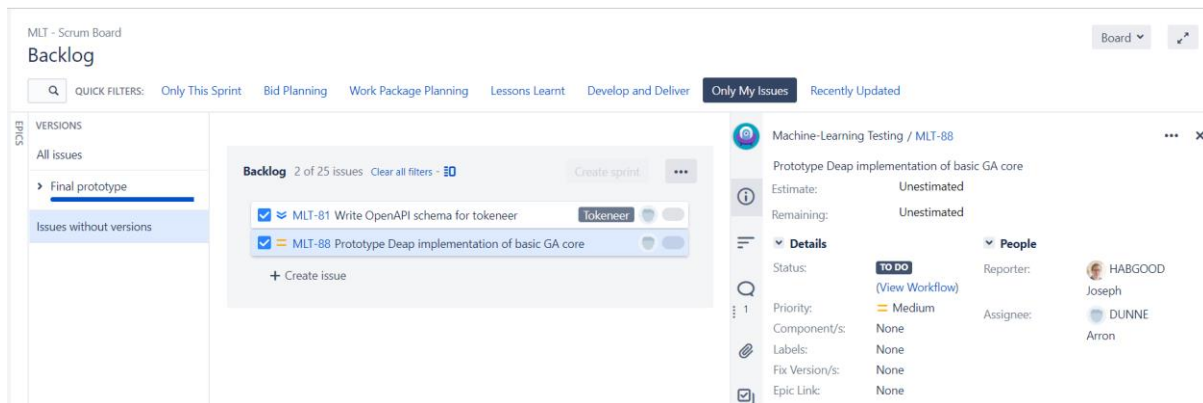 MLT - Scrum Board
Backlog
Board
QUICK FILTERS: Only This Sprint Bid Planning Work Package Planning Lessons Learnt Develop and Deliver Only My Issues Recently Updated
EPICS
VERSIONS
All issues
Final prototype
Issues without versions
Backlog 2 of 25 issues Clear all filters -
Create sprint
MLT-81 Write OpenAPI schema for tokeneer Tokeneer
MLT-88 Prototype Deap implementation of basic GA core
+ Create issue
1
Machine-Learning Testing / MLT-88
Prototype Deap implementation of basic GA core
Estimate: Unestimated
Remaining: Unestimated
Details
Status: TO DO
(View Workflow)
Priority: Medium
Component/s: None
Labels: None
Fix Version/s: None
Epic Link: None
People
Reporter: HABGOOD
Joseph
Assignee: DUNNE
Arron